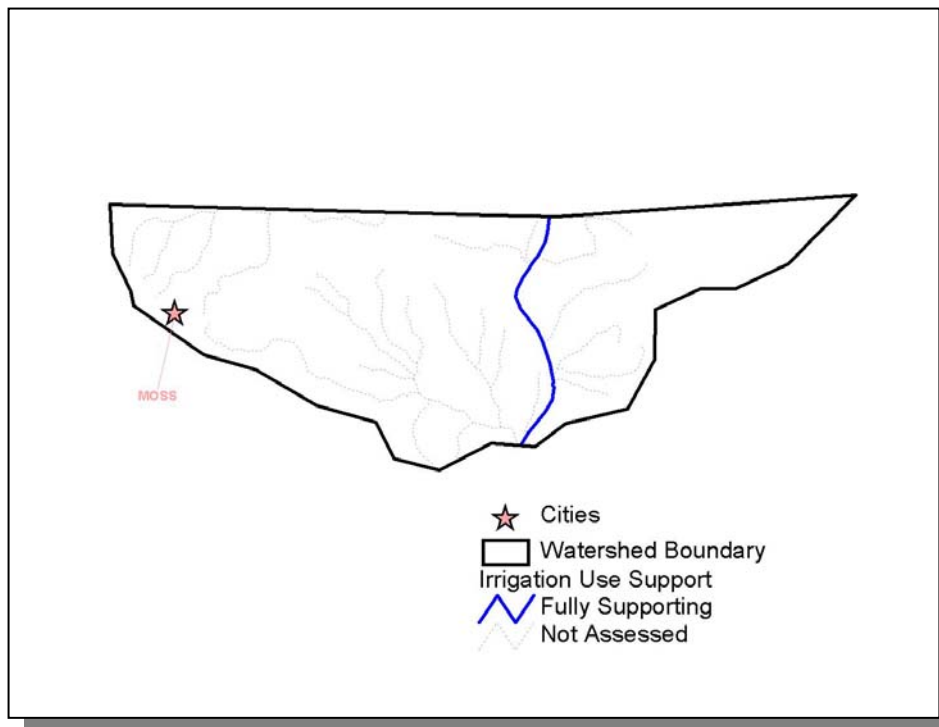 MOSS
Cities
Watershed Boundary
Irrigation Use Support
Fully Supporting
Not Assessed